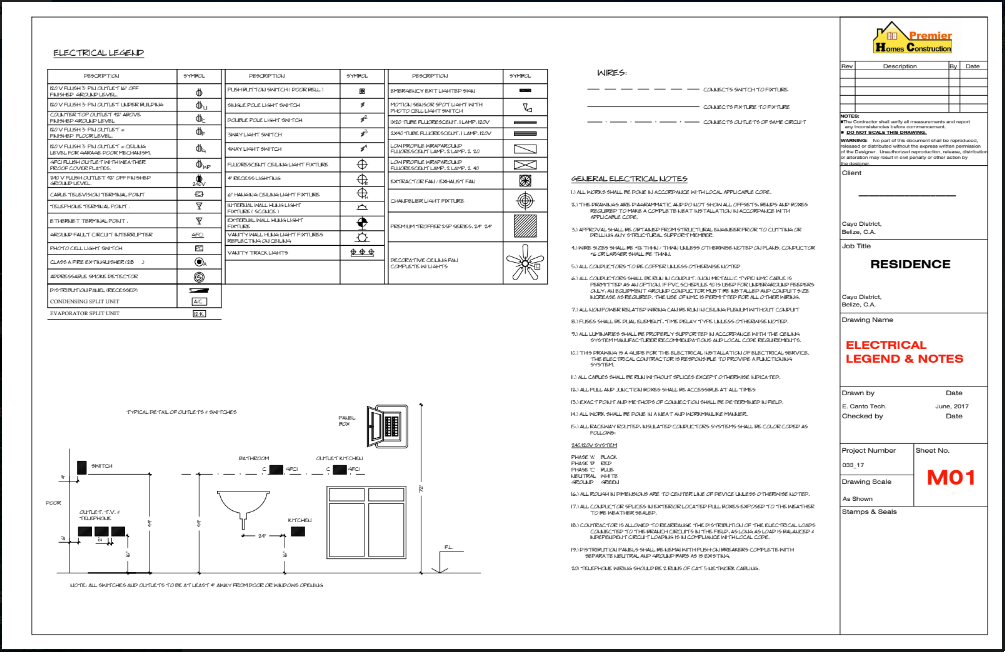 ELECTRICAL LEGEND
DESCRIPTION SYMBOL
120 V FLUSH 3- PIN OUTLET 16" OFF
FINISHED GROUND LEVEL.
120 V FLUSH 3- PIN OUTLET UNDER BUILDING
U
COUNTER TOP OUTLET 42" ABOVE
FINISHED GROUND LEVEL
C
120 V FLUSH 3- PIN OUTLET =
FINISHED FLOOR LEVEL.
120 V FLUSH 3- PIN OUTLET = CEILING
LEVEL FOR GARAGE DOOR MECHANISM.
GFCI FLUSH OUTLET WITH WEATHER
PROOF COVER PLATES.
WP
240 V FLUSH OUTLET 42" OFF FINISHED
GROUND LEVEL.
240V
CABLE TELEVISION TERMINAL POINT
TELEPHONE TERMINAL POINT .
ETHERNET TERMINAL POINT .
GROUND FAULT CIRCUIT INTERRUPTER GFCI
PHOTO CELL LIGHT SWITCH PC
CLASS A FIRE EXTINGUISHER (2B )
ADDRESSABLE SMOKE DETECTOR
DISTRIBUTION PANEL (RECESSED)
CONDENSING SPLIT UNIT A/C
EVAPORATOR SPLIT UNIT
DESCRIPTION SYMBOL
PUSH BUTTON SWITCH ( DOOR BELL )
SINGLE POLE LIGHT SWITCH
DOUBLE POLE LIGHT SWITCH
3WAY LIGHT SWITCH
4WAY LIGHT SWITCH
FLUORESCENT CEILING LIGHT FIXTURE
4" RECESS LIGHTING
6" HANGING CEILING LIGHT FIXTURE
INTERNAL WALL HUNG LIGHT
FIXTURE ( SCONCE )
EXTERNAL WALL HUNG LIGHT
FIXTURE
VANITY WALL HUNG LIGHT FIXTURES
REFLECTING ON CEILING
VANITY TRACK LIGHTS
DESCRIPTION SYMBOL
EMERGENCY EXIT LIGHTED SIGN
MOTION SENSOR SPOT LIGHT WITH
PHOTO CELL LIGHT SWITCH
1X20 TUBE FLUORESCENT. 1 LAMP. 120V
2X40 TUBE FLUORESCENT. 1 LAMP. 120V
LOW PROFILE WRAPAROUND
FLUORESCENT LAMP. 2 LAMP. 2. 20
LOW PROFILE WRAPAROUND
FLUORESCENT LAMP. 2 LAMP. 2. 40
EXTRACTOR FAN / EXHAUST FAN
CHANDELIER LIGHT FIXTURE
PREMIUM TROFFER 2SP SERIES. 24" 24"
DECORATIVE CEILING FAN
COMPLETE W/LIGHTS
WIRES:
CONNECTS SWITCH TO FIXTURE
CONNECTS FIXTURE TO FIXTURE
CONNECTS OUTLETS OF SAME CIRCUIT
GENERAL ELECTRICAL NOTES
1.) ALL WORKS SHALL BE DONE IN ACCORDANCE WITH LOCAL APPLICABLE CODE.
2.) THE DRAWINGS ARE DIAGRAMMATIC AND DO NOT SHOW ALL OFFSETS, BENDS AND BOXES
REQUIRED TO MAKE A COMPLETE NEAT INSTALLATION IN ACCORDANCE WITH
APPLICABLE CODE .
3.) APPROVAL SHALL BE OBTAINED FROM STRUCTURAL ENGINEER PRIOR TO CUTTING OR
DRILLING ANY STRUCTURAL SUPPORT MEMBER.
4.) WIRE SIZES SHALL BE #12 THHN / THWN UNLESS OTHERWISE NOTED ON PLANS. CONDUCTOR
#6 OR LARGER SHALL BE THWN.
5.) ALL CONDUCTORS TO BE COPPER UNLESS OTHERWISE NOTED
6.) ALL CONDUCTORS SHALL BE RUN IN CONDUIT. (NON METALLIC TYPE) UMC CABLE IS
PERMITTED AS AN OPTION. IF PVC SCHEDULE 40 IS USED FOR UNDERGROUND FEEDERS
ONLY. AN EQUIPMENT GROUND CONDUCTOR MUST BE INSTALLED AND CONDUIT SIZE
INCREASE AS REQUIRED. THE USE OF UMC IS PERMITTED FOR ALL OTHER WIRING.
7.) ALL NONPOWER RELATED WIRING CAN BE RUN IN CEILING PLENUM WITHOUT CONDUIT
8.) FUSES SHALL BE DUAL ELEMENT, TIME DELAY TYPE UNLESS OTHERWISE NOTED.
9.) ALL LUMINARIES SHALL BE PROPERLY SUPPORTED IN ACCORDANCE WITH THE CEILING
SYSTEM MANUFACTURER RECOMMENDATIONS AND LOCAL CODE REQUIREMENTS.
10.) THIS DRAWING IS A GUIDE FOR THE ELECTRICAL INSTALLATION OF ELECTRICAL SERVICE,
THE ELECTRICAL CONTRACTOR IS RESPONSIBLE TO PROVIDE A FUNCTIONING
SYSTEM.
11.) ALL CABLES SHALL BE RUN WITHOUT SPLICES EXCEPT OTHERWISE INDICATED.
12.) ALL PULL AND JUNCTION BOXES SHALL BE ACCESSIBLE AT ALL TIMES
13.) EXACT POINT AND METHODS OF CONNECTION SHALL BE DETERMINED IN FIELD.
14.) ALL WORK SHALL BE DONE IN A NEAT AND WORKMANLIKE MANNER.
15.) ALL RACEWAY ROUTED, INSULATED CONDUCTORS SYSTEMS SHALL BE COLOR CODED AS
FOLLOWS:
240/120V SYSTEM
PHASE 'A' BLACK
PHASE 'B' RED
PHASE 'C' BLUE
NEUTRAL WHITE
GROUND GREEN
16.) ALL ROUGH IN DIMENSIONS ARE TO CENTER LINE OF DEVICE UNLESS OTHERWISE NOTED.
17.) ALL CONDUCTOR SPLICES IN EXTERIOR LOCATED PULL BOXES EXPOSED TO THE WEATHER
TO BE WEATHER SEALED.
18.) CONTRACTOR IS ALLOWED TO REARRANGE THE DISTRIBUTION OF THE ELECTRICAL LOADS
CONNECTED TO THE BRANCH CIRCUITS IN THE FIELD. AS LONG AS LOAD IS BALANCED &
INDEPENDENT CIRCUIT LOADING IS IN COMPLIANCE WITH LOCAL CODE.
19.) DISTRIBUTION PANELS SHALL BE NEMA WITH PUSH ON BREAKERS COMPLETE WITH
SEPARATE NEUTRAL AND GROUND BARS AS IS EXISTING.
20.) TELEPHONE WIRING SHOULD BE 2 RUNS OF CAT 5 NETWORK CABLING.
TYPICAL DETAIL OF OUTLETS & SWITCHES
PANEL
BOX
BATHROOM
OUTLET KITCHEN
C GFCI
C GFCI
SWITCH
DOOR
OUTLET, T.V. &
TELEPHONE
KITCHEN
24"
F.L.
NOTE: ALL SWITCHES AND OUTLETS TO BE AT LEAST 9" AWAY FROM DOOR OR WINDOWS OPENING
Premier
Homes Construction
Rev Description By Date
NOTES:
The Contractor shall verify all measurements and report
any inconsistencies before commencement.
DO NOT SCALE THIS DRAWING.
WARNING: No part of this document shall be reproduced,
released or distributed without the express written permission
of the Designer. Unauthorized reproduction, release, distribution
or alteration may result in civil penalty or other action by
the designer.
Client
Cayo District,
Belize, C.A.
Job Title
RESIDENCE
Cayo District,
Belize, C.A.
Drawing Name
ELECTRICAL
LEGEND & NOTES
Drawn by Date
E. Canto Tech. June, 2017
Checked by Date
Project Number Sheet No.
030_17
M01
Drawing Scale
As Shown
Stamps & Seals